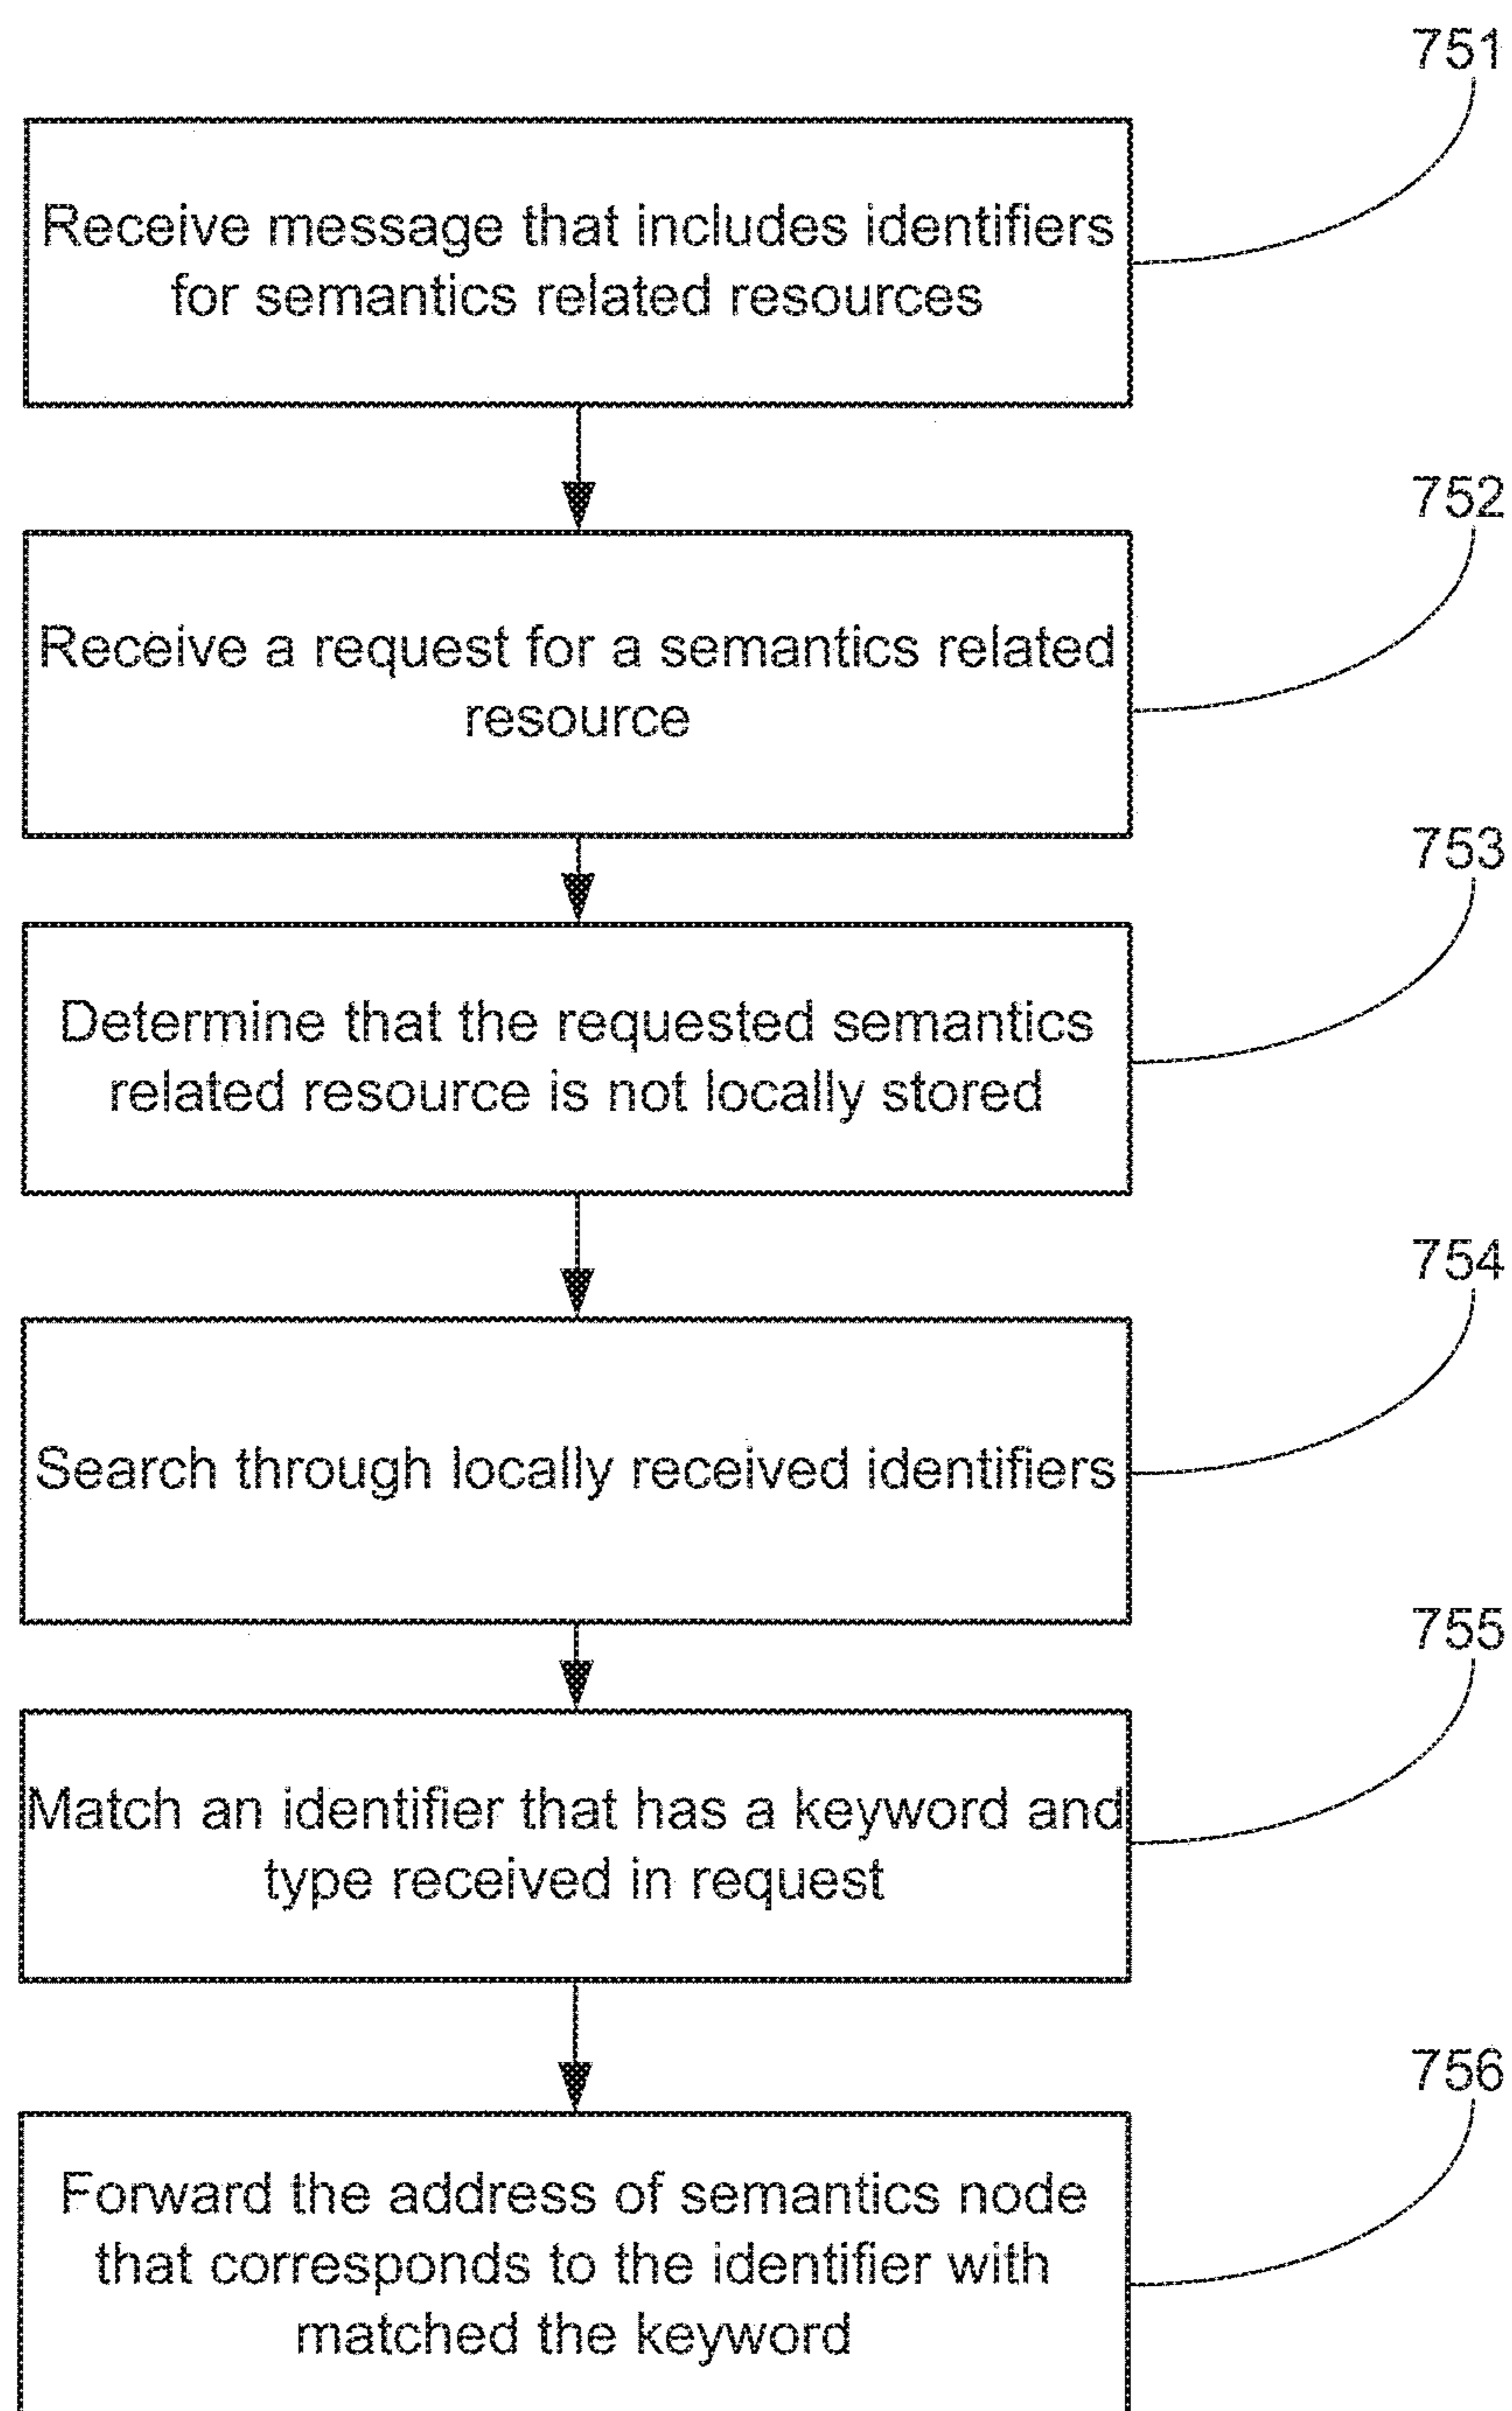 751
Receive message that includes identifiers
for semantics related resources
752
Receive a request for a semantics related
resource
753
Determine that the requested semantics
related resource is not locally stored
754
Search through locally received identifiers
755
Match an identifier that has a keyword and
type received in request
756
Forward the address of semantics node
that corresponds to the identifier with
matched the keyword